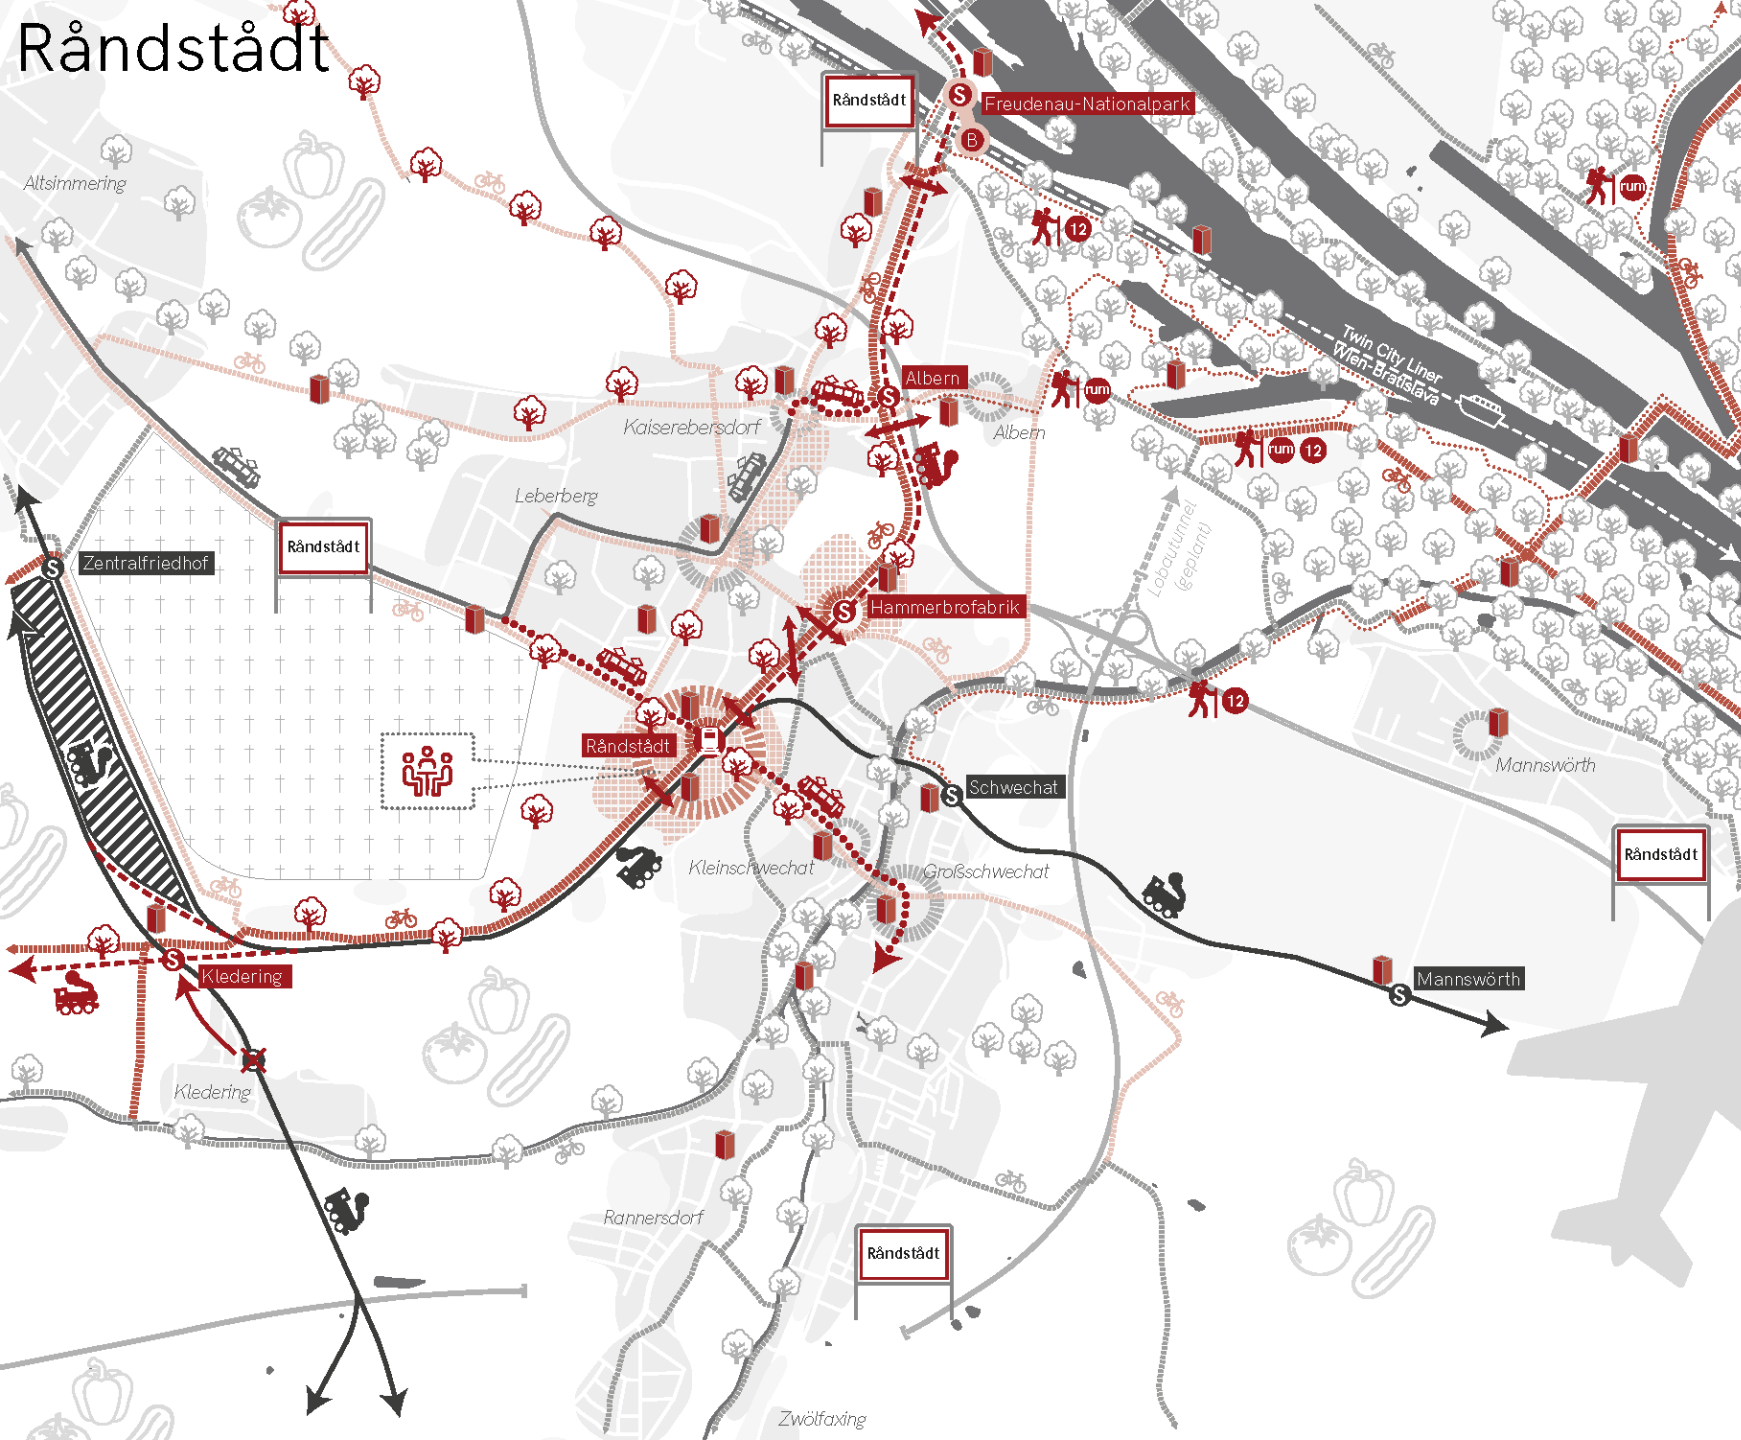 Råndstådt
Råndstådt
S
Freudenau-Nationalpark
B
Altsimmering
rum
12
Twin City Liner
Wien-Bratislava
Albern
S
rum
Kaiserebersdorf
Albern
rum
12
Leberberg
Lobautunnel
(geplant)
Råndstådt
Zentralfriedhof
S
S
Hammerbrofabrik
12
Råndstådt
Mannswörth
Schwechat
S
Råndstådt
Kleinschwechat
Großschwechat
S
Kledering
Mannswörth
S
Kledering
Rannersdorf
Råndstådt
Zwölfaxing